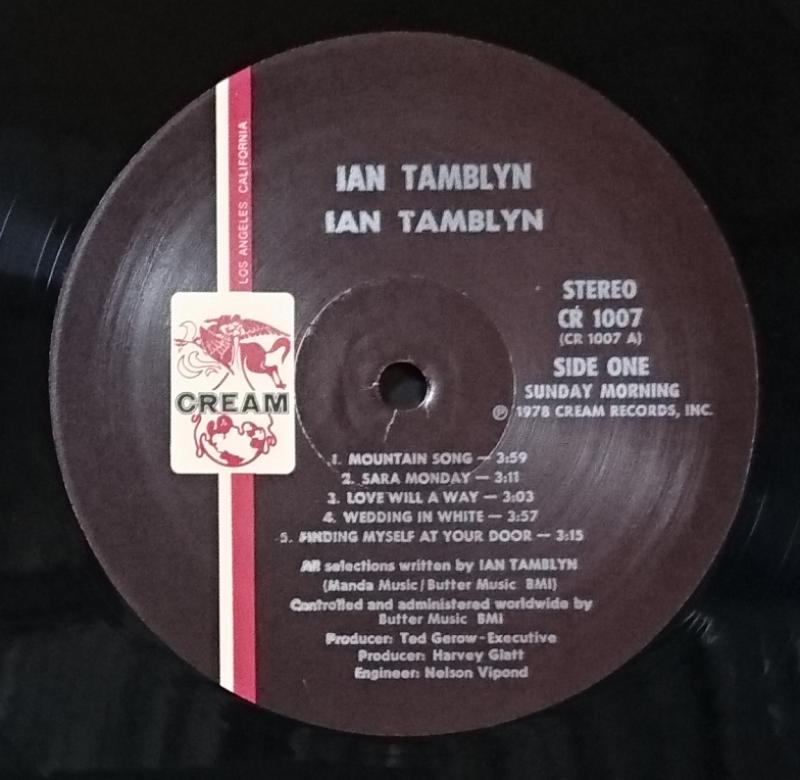 LOS ANGELES CALIFORNIA
IAN TAMBLYN
IAN TAMBLYN
STEREO
CR 1007
(CR 1007 A)
SIDE ONE
SUNDAY MORNING
℗ 1978 CREAM RECORDS, INC.
CREAM
1. MOUNTAIN SONG — 3:59
2. SARA MONDAY — 3:11
3. LOVE WILL A WAY — 3:03
4. WEDDING IN WHITE — 3:57
5. FINDING MYSELF AT YOUR DOOR — 3:15
All selections written by IAN TAMBLYN
(Manda Music/Butter Music BMI)
Controlled and administered worldwide by
Butter Music BMI
Producer: Ted Gerow-Executive
Producer: Harvey Glatt
Engineer: Nelson Vipond